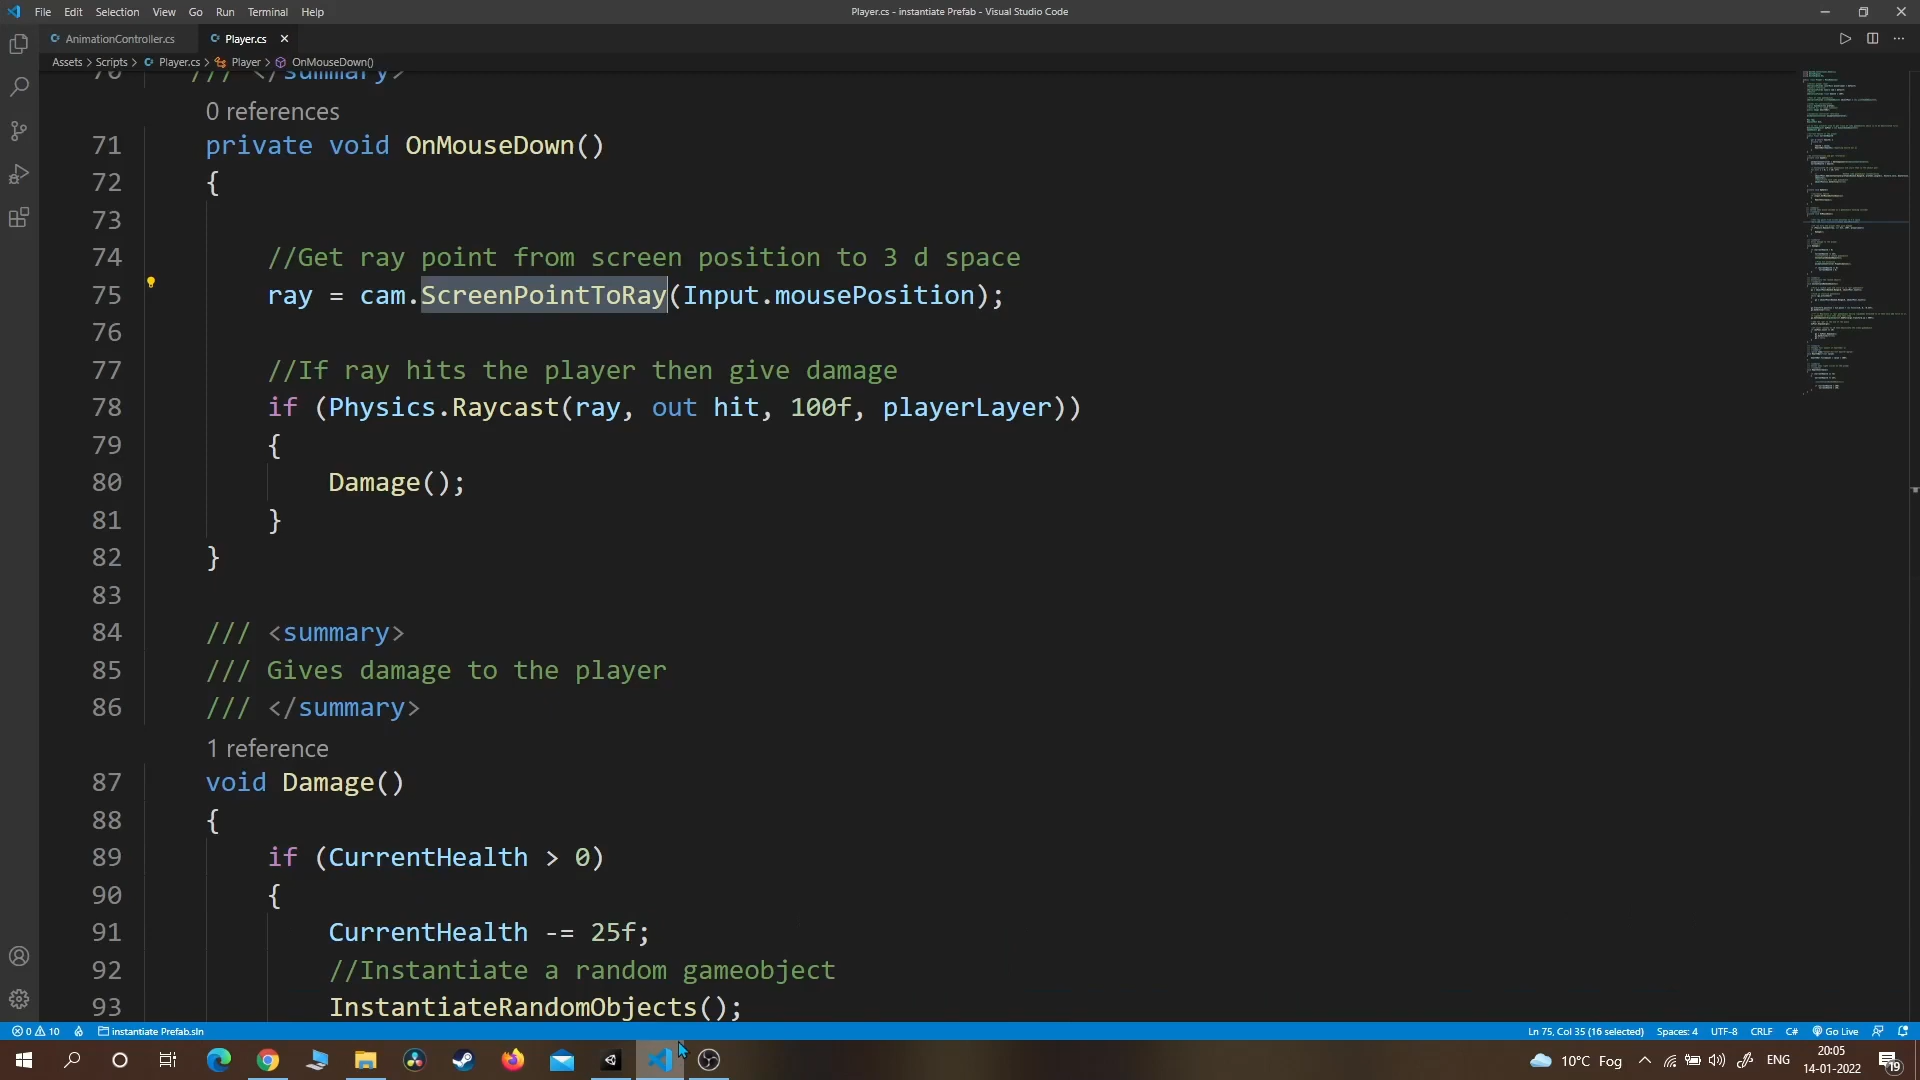 File Edit Selection View Go Run Terminal Help
Player.cs - instantiate Prefab - Visual Studio Code
AnimationController.cs Player.cs
Assets > Scripts > Player.cs > Player > OnMouseDown()
70 /// </summary>
0 references
71 private void OnMouseDown()
72 {
73
74 //Get ray point from screen position to 3 d space
75 ray = cam.ScreenPointToRay(Input.mousePosition);
76
77 //If ray hits the player then give damage
78 if (Physics.Raycast(ray, out hit, 100f, playerLayer))
79 {
80 Damage();
81 }
82 }
83
84 /// <summary>
85 /// Gives damage to the player
86 /// </summary>
1 reference
87 void Damage()
88 {
89 if (CurrentHealth > 0)
90 {
91 CurrentHealth -= 25f;
92 //Instantiate a random gameobject
93 InstantiateRandomObjects();
0 10 instantiate Prefab.sln
Ln 75, Col 35 (16 selected) Spaces: 4 UTF-8 CRLF C# Go Live
10°C Fog ENG
20:05
14-01-2022
19